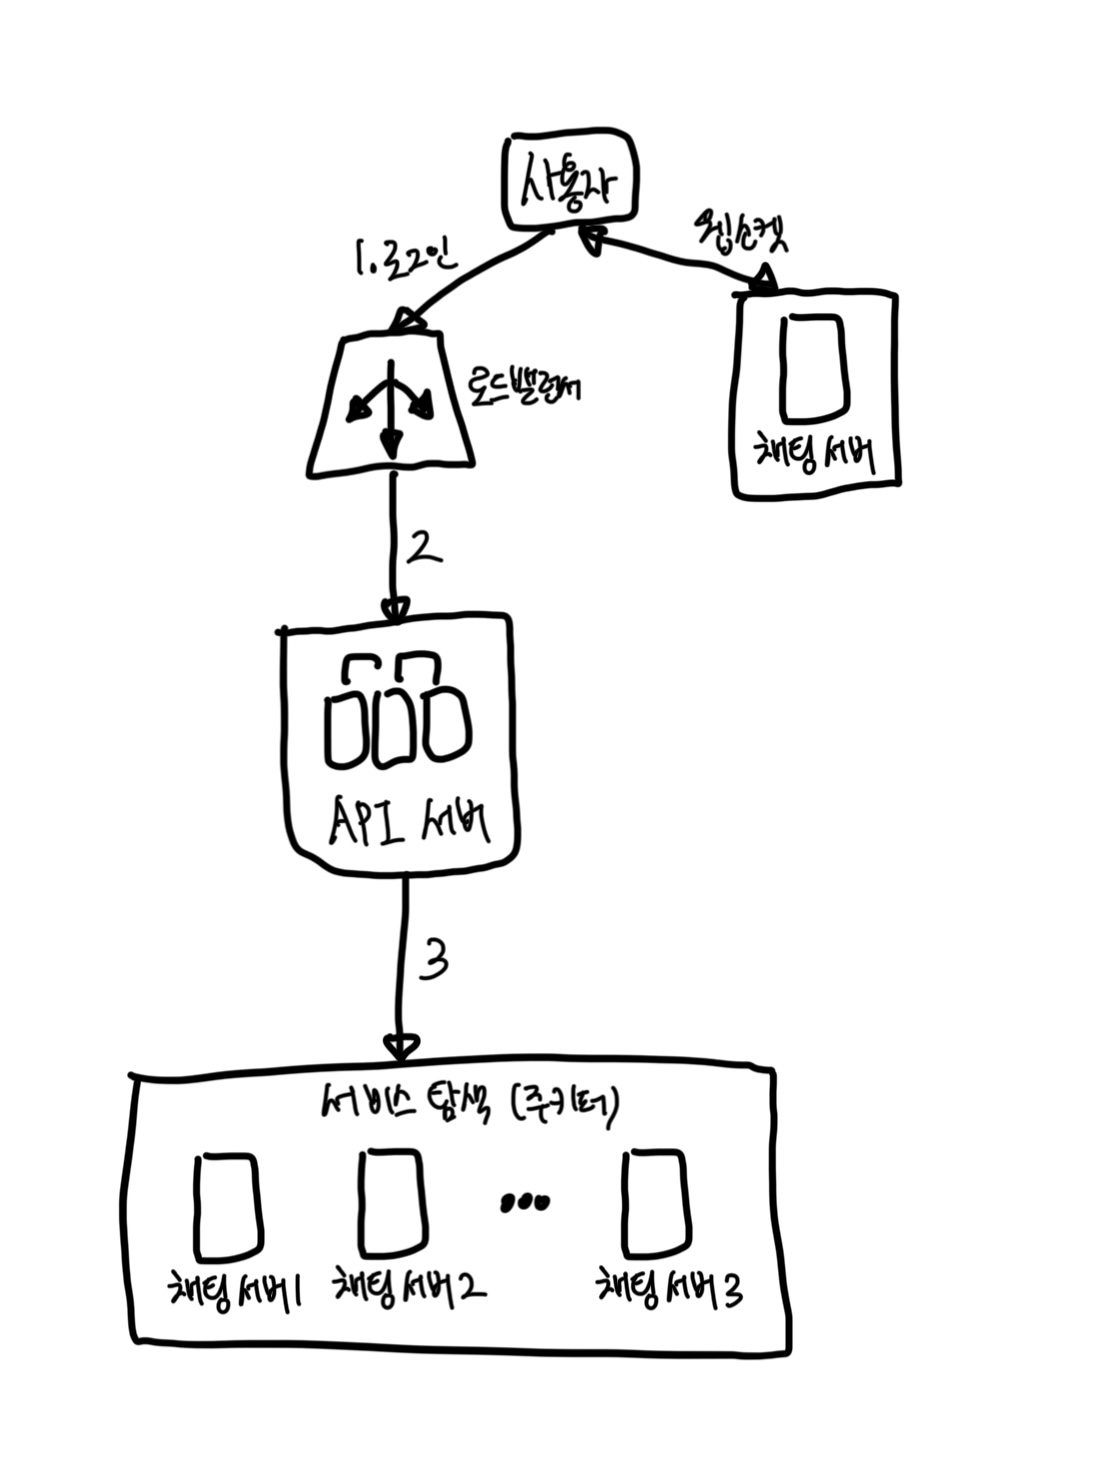 사용자
웹소켓
1. 로그인
로드밸런서
채팅 서버
2
API 서버
3
서비스 탐색 (주키퍼)
채팅 서버 1
채팅 서버 2
채팅 서버 3